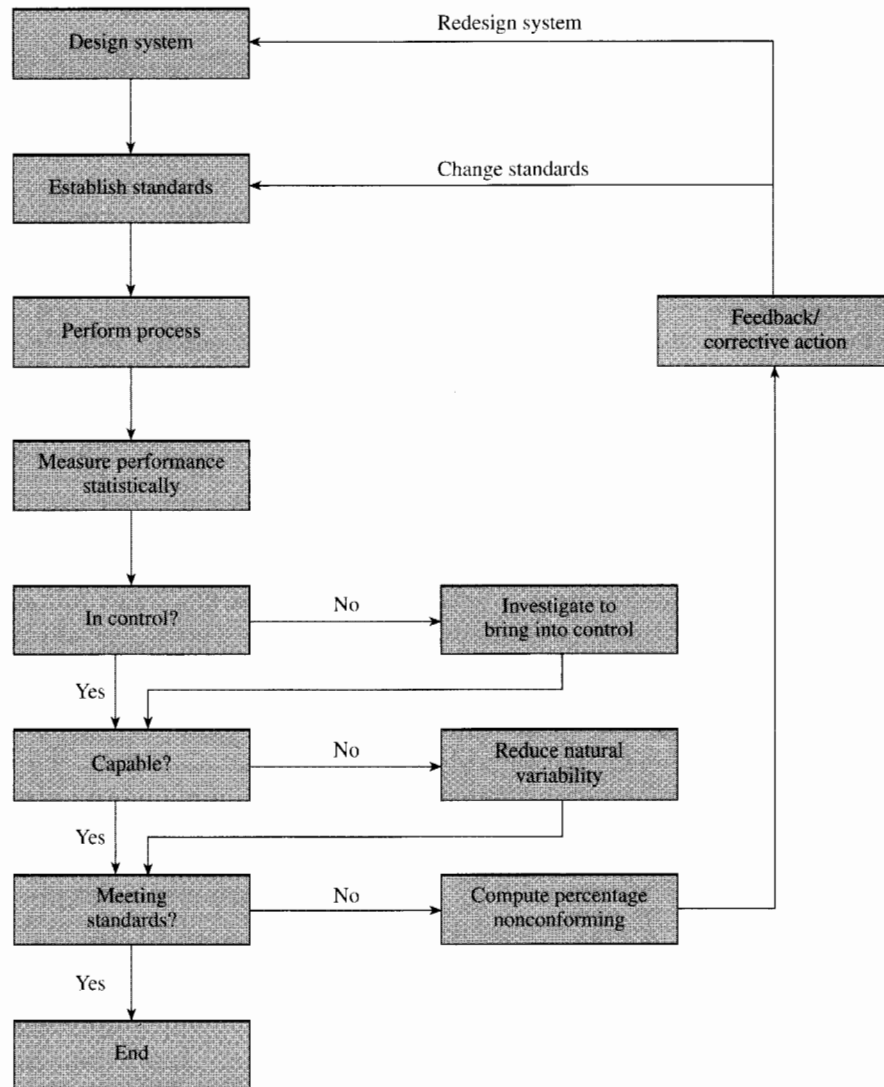 Redesign system
Design system
Change standards
Establish standards
Perform process
Feedback/
corrective action
Measure performance
statistically
In control?
No
Investigate to
bring into control
Yes
Capable?
No
Reduce natural
variability
Yes
Meeting
standards?
No
Compute percentage
nonconforming
Yes
End